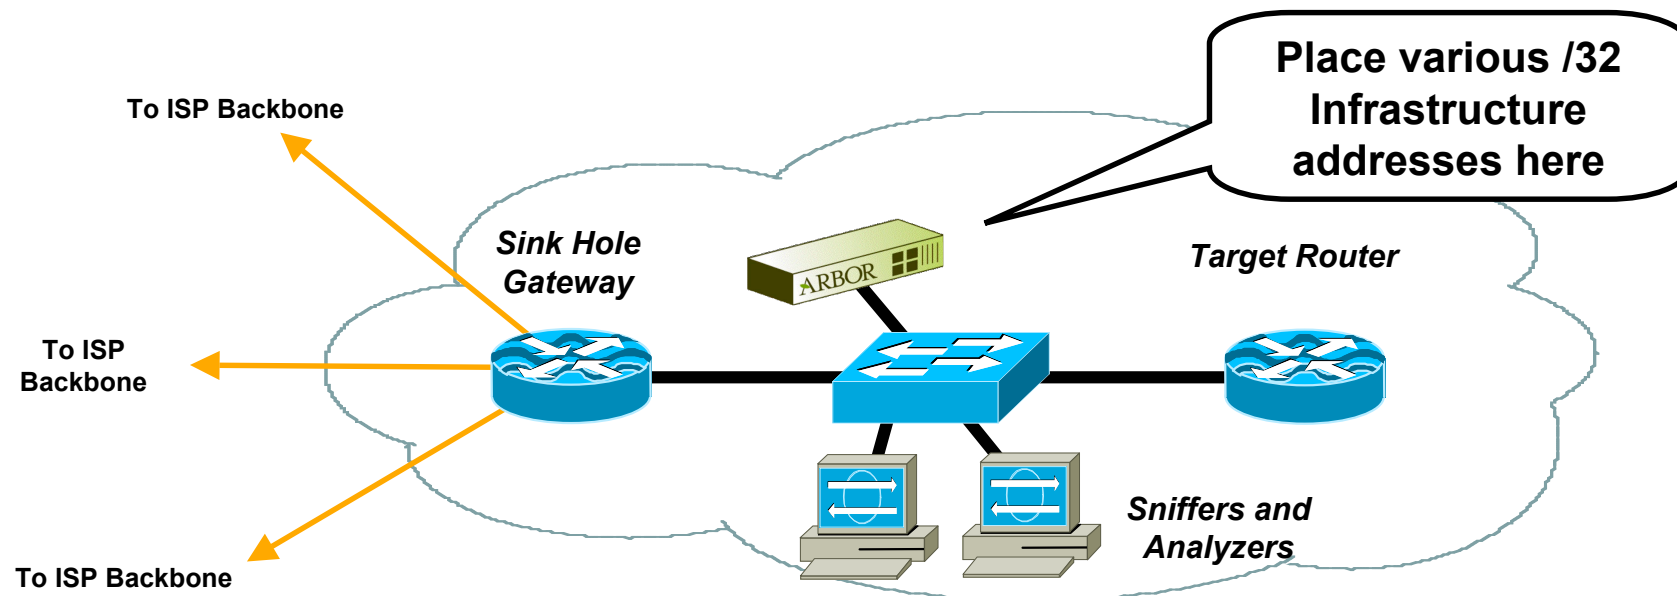 Place various /32
Infrastructure
addresses here
To ISP Backbone
Sink Hole
Gateway
ARBOR
Target Router
To ISP
Backbone
Sniffers and
Analyzers
To ISP Backbone